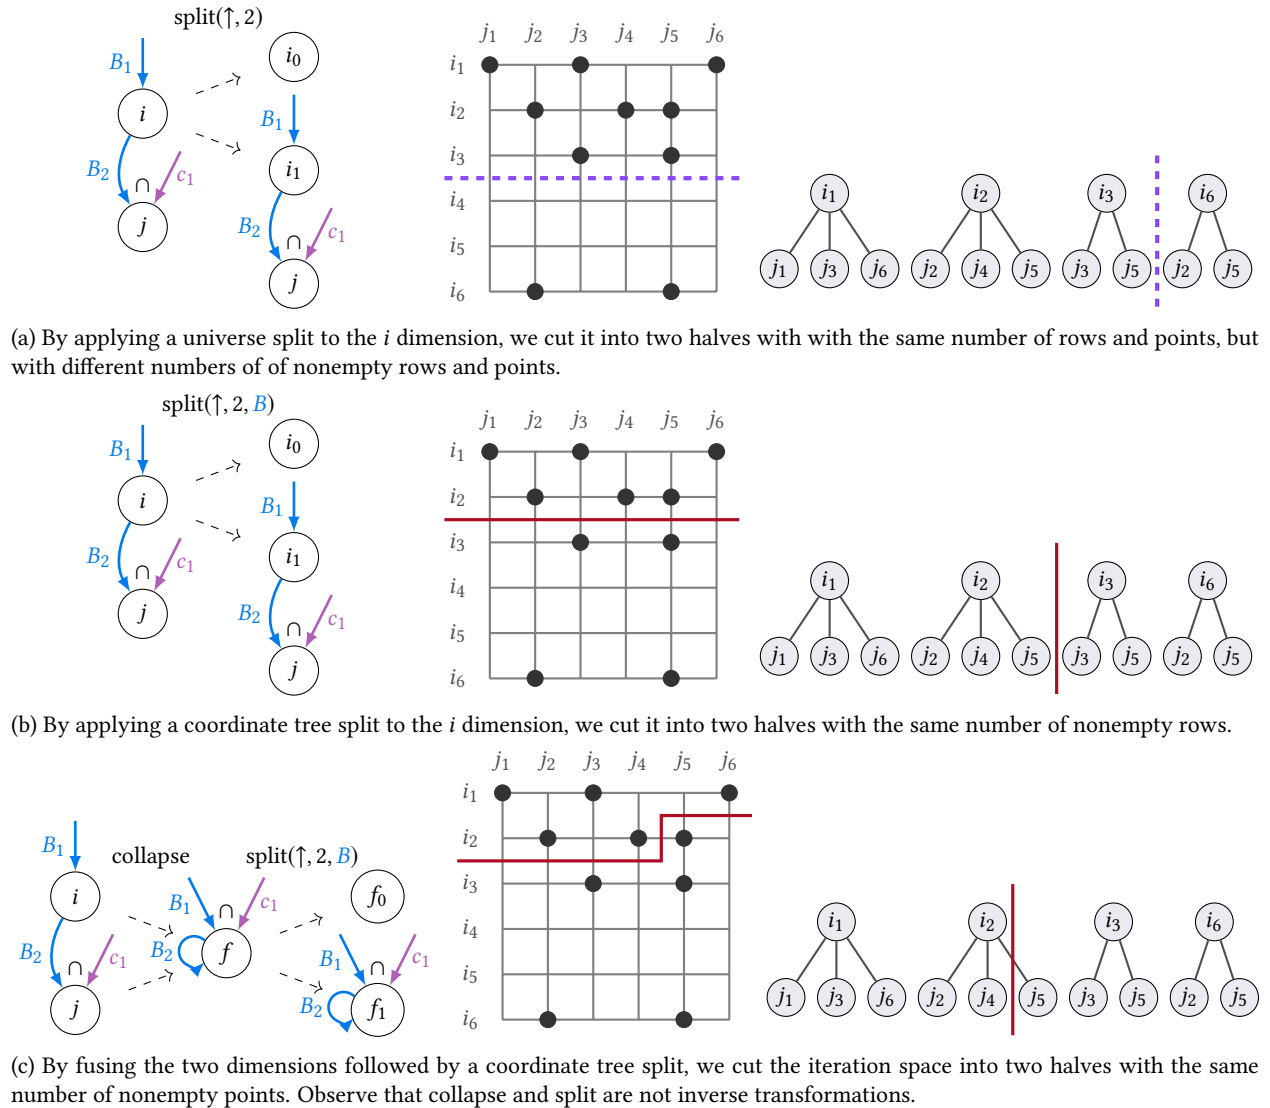 split(↑, 2)
B₁
i
B₂
∩
c₁
j
i₀
B₁
i₁
B₂
∩
c₁
j
j₁ j₂ j₃ j₄ j₅ j₆
i₁
i₂
i₃
i₄
i₅
i₆
i₁ i₂ i₃ i₆
j₁ j₃ j₆ j₂ j₄ j₅ j₃ j₅ j₂ j₅
(a) By applying a universe split to the i dimension, we cut it into two halves with with the same number of rows and points, but
with different numbers of of nonempty rows and points.
split(↑, 2, B)
B₁
i
B₂
∩
c₁
j
i₀
B₁
i₁
B₂
∩
c₁
j
j₁ j₂ j₃ j₄ j₅ j₆
i₁
i₂
i₃
i₄
i₅
i₆
i₁ i₂ i₃ i₆
j₁ j₃ j₆ j₂ j₄ j₅ j₃ j₅ j₂ j₅
(b) By applying a coordinate tree split to the i dimension, we cut it into two halves with the same number of nonempty rows.
B₁
i
B₂
∩
c₁
j
collapse
B₁
∩
c₁
B₂
f
split(↑, 2, B)
f₀
B₁
∩
c₁
B₂
f₁
j₁ j₂ j₃ j₄ j₅ j₆
i₁
i₂
i₃
i₄
i₅
i₆
i₁ i₂ i₃ i₆
j₁ j₃ j₆ j₂ j₄ j₅ j₃ j₅ j₂ j₅
(c) By fusing the two dimensions followed by a coordinate tree split, we cut the iteration space into two halves with the same
number of nonempty points. Observe that collapse and split are not inverse transformations.